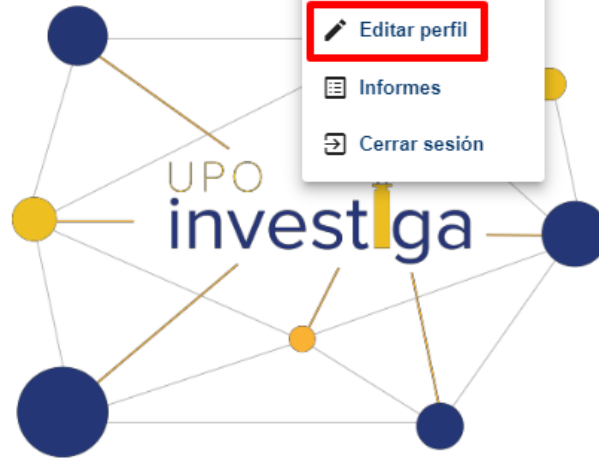 Editar perfil
Informes
Cerrar sesión
UPO
investiga